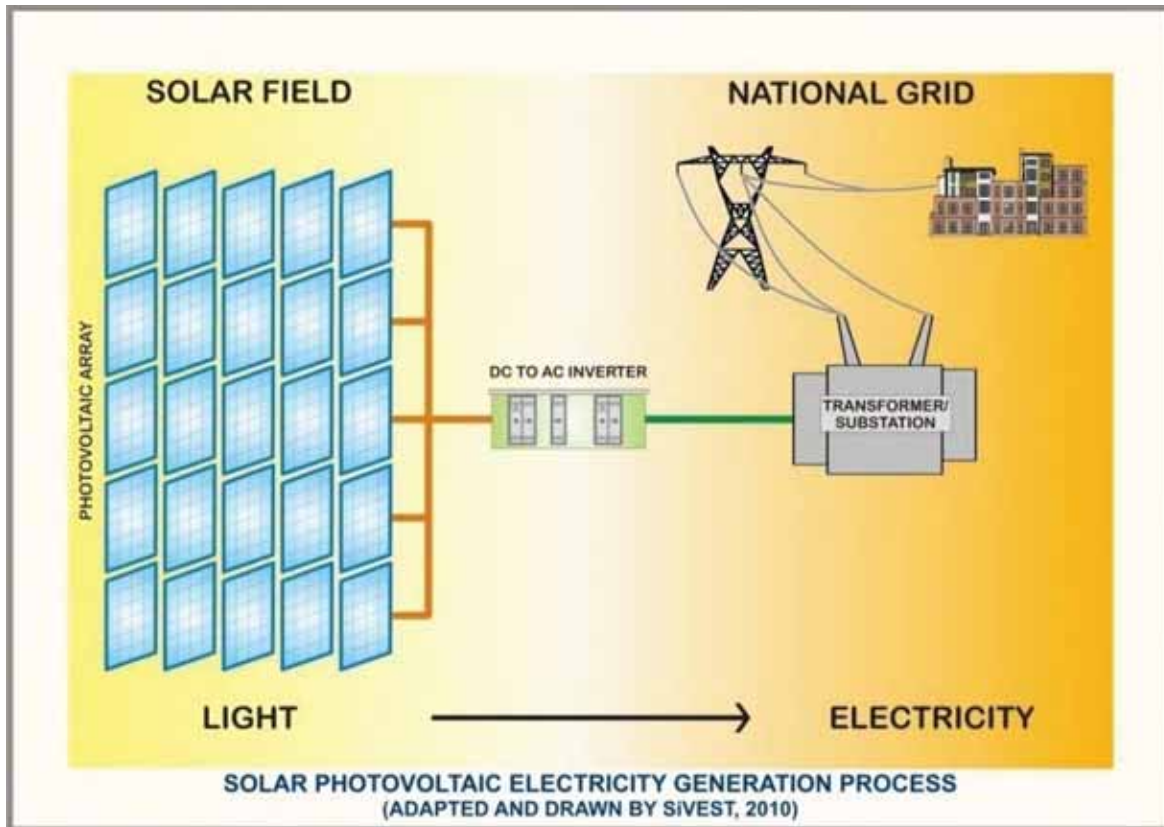 SOLAR FIELD
NATIONAL GRID
PHOTOVOLTAIC ARRAY
DC TO AC INVERTER
TRANSFORMER/
SUBSTATION
LIGHT
ELECTRICITY
SOLAR PHOTOVOLTAIC ELECTRICITY GENERATION PROCESS
(ADAPTED AND DRAWN BY SiVEST, 2010)